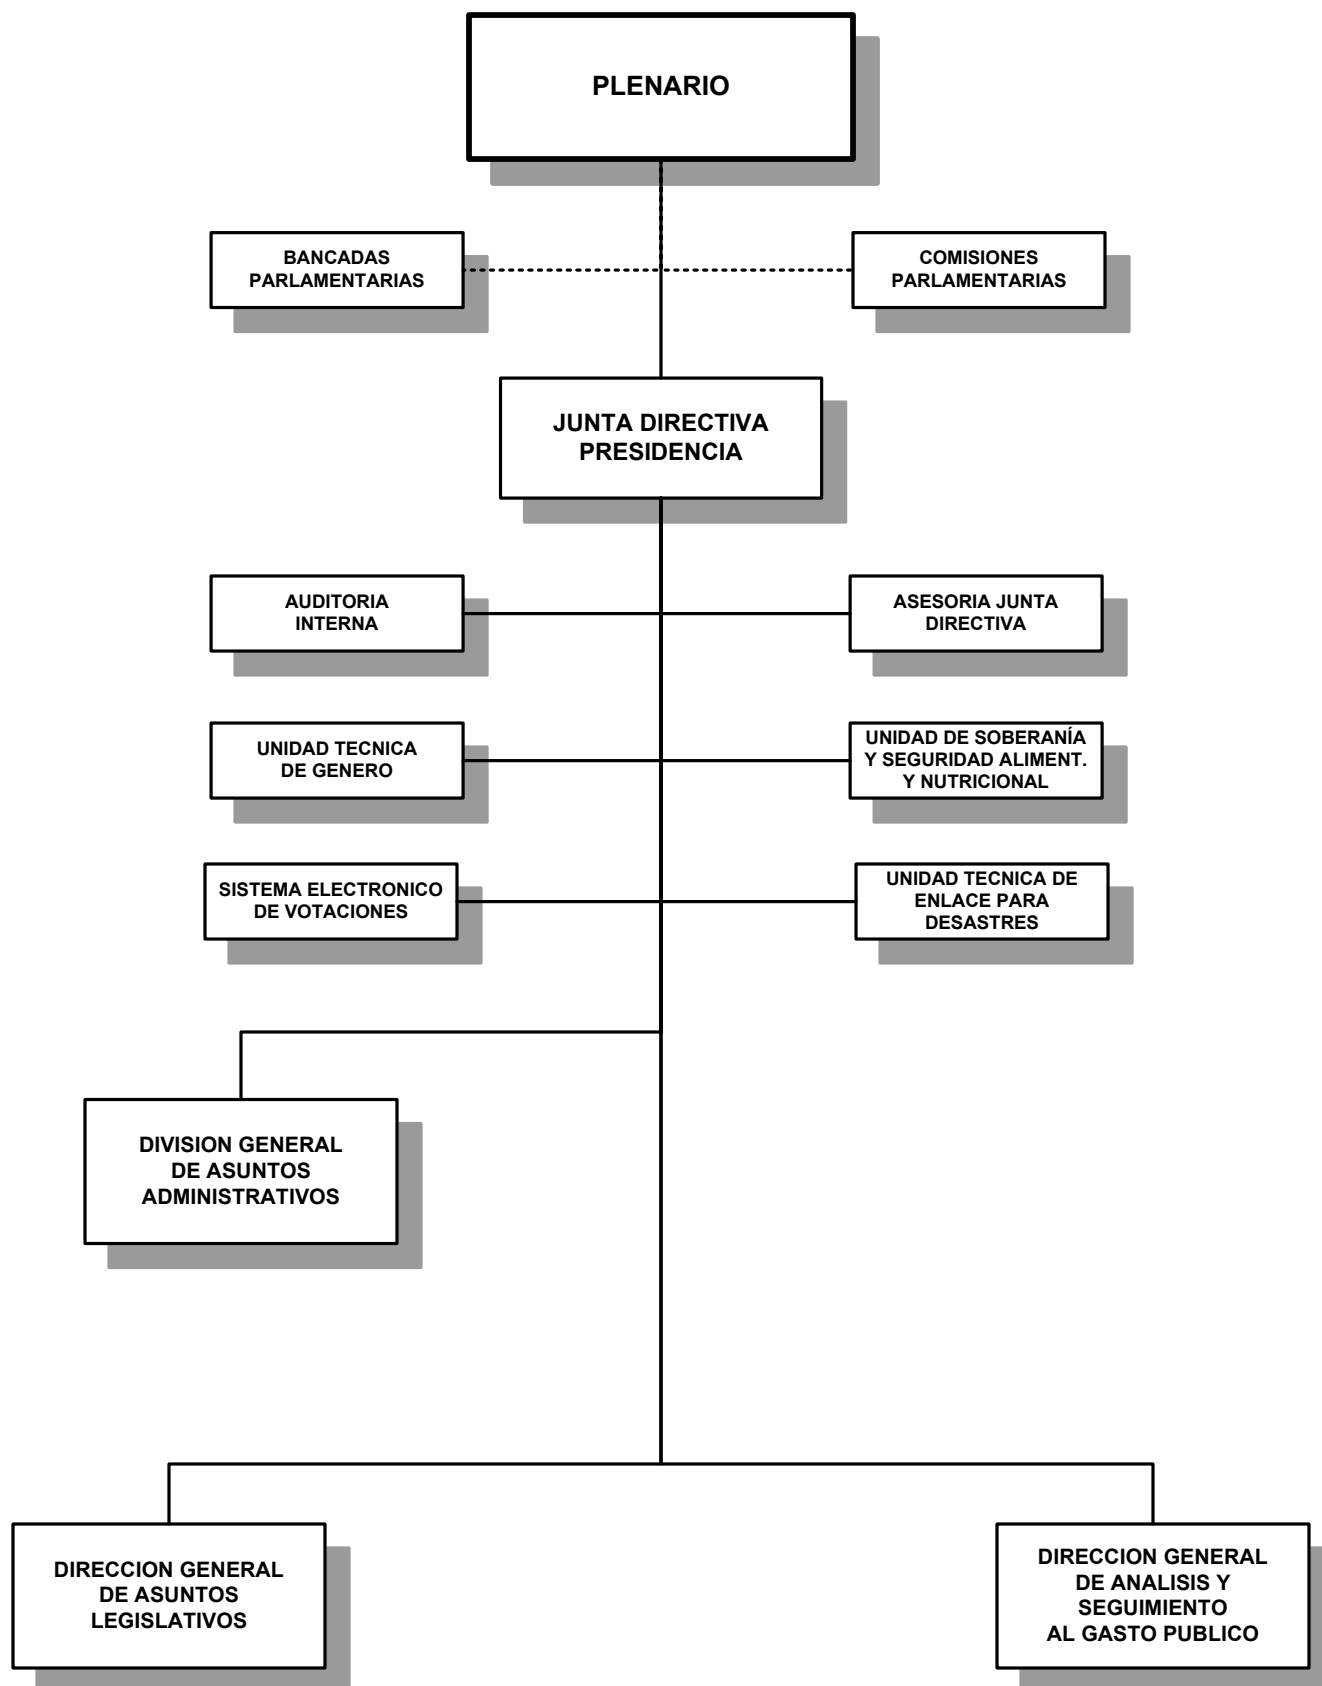 PLENARIO
BANCADAS
PARLAMENTARIAS
COMISIONES
PARLAMENTARIAS
JUNTA DIRECTIVA
PRESIDENCIA
AUDITORIA
INTERNA
ASESORIA JUNTA
DIRECTIVA
UNIDAD TECNICA
DE GENERO
UNIDAD DE SOBERANÍA
Y SEGURIDAD ALIMENT.
Y NUTRICIONAL
SISTEMA ELECTRONICO
DE VOTACIONES
UNIDAD TECNICA DE
ENLACE PARA
DESASTRES
DIVISION GENERAL
DE ASUNTOS
ADMINISTRATIVOS
DIRECCION GENERAL
DE ASUNTOS
LEGISLATIVOS
DIRECCION GENERAL
DE ANALISIS Y
SEGUIMIENTO
AL GASTO PUBLICO